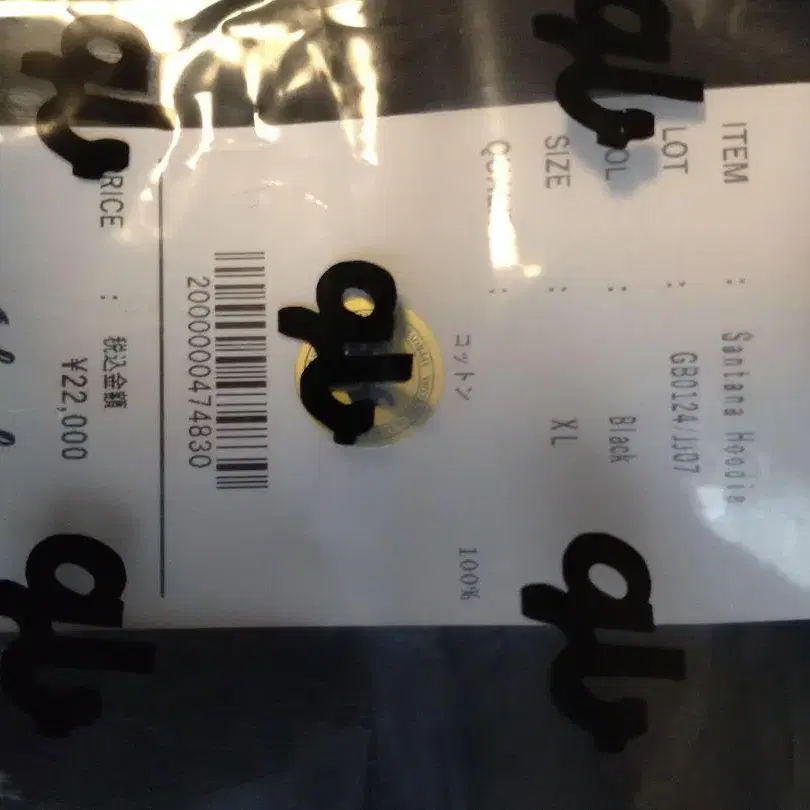 ITEM : Santana Hoodie
LOT : GB0124/JJ07
COL : Black
SIZE : XL
:
コットン 100%
2000000474830
PRICE : 税込金額
¥22,000